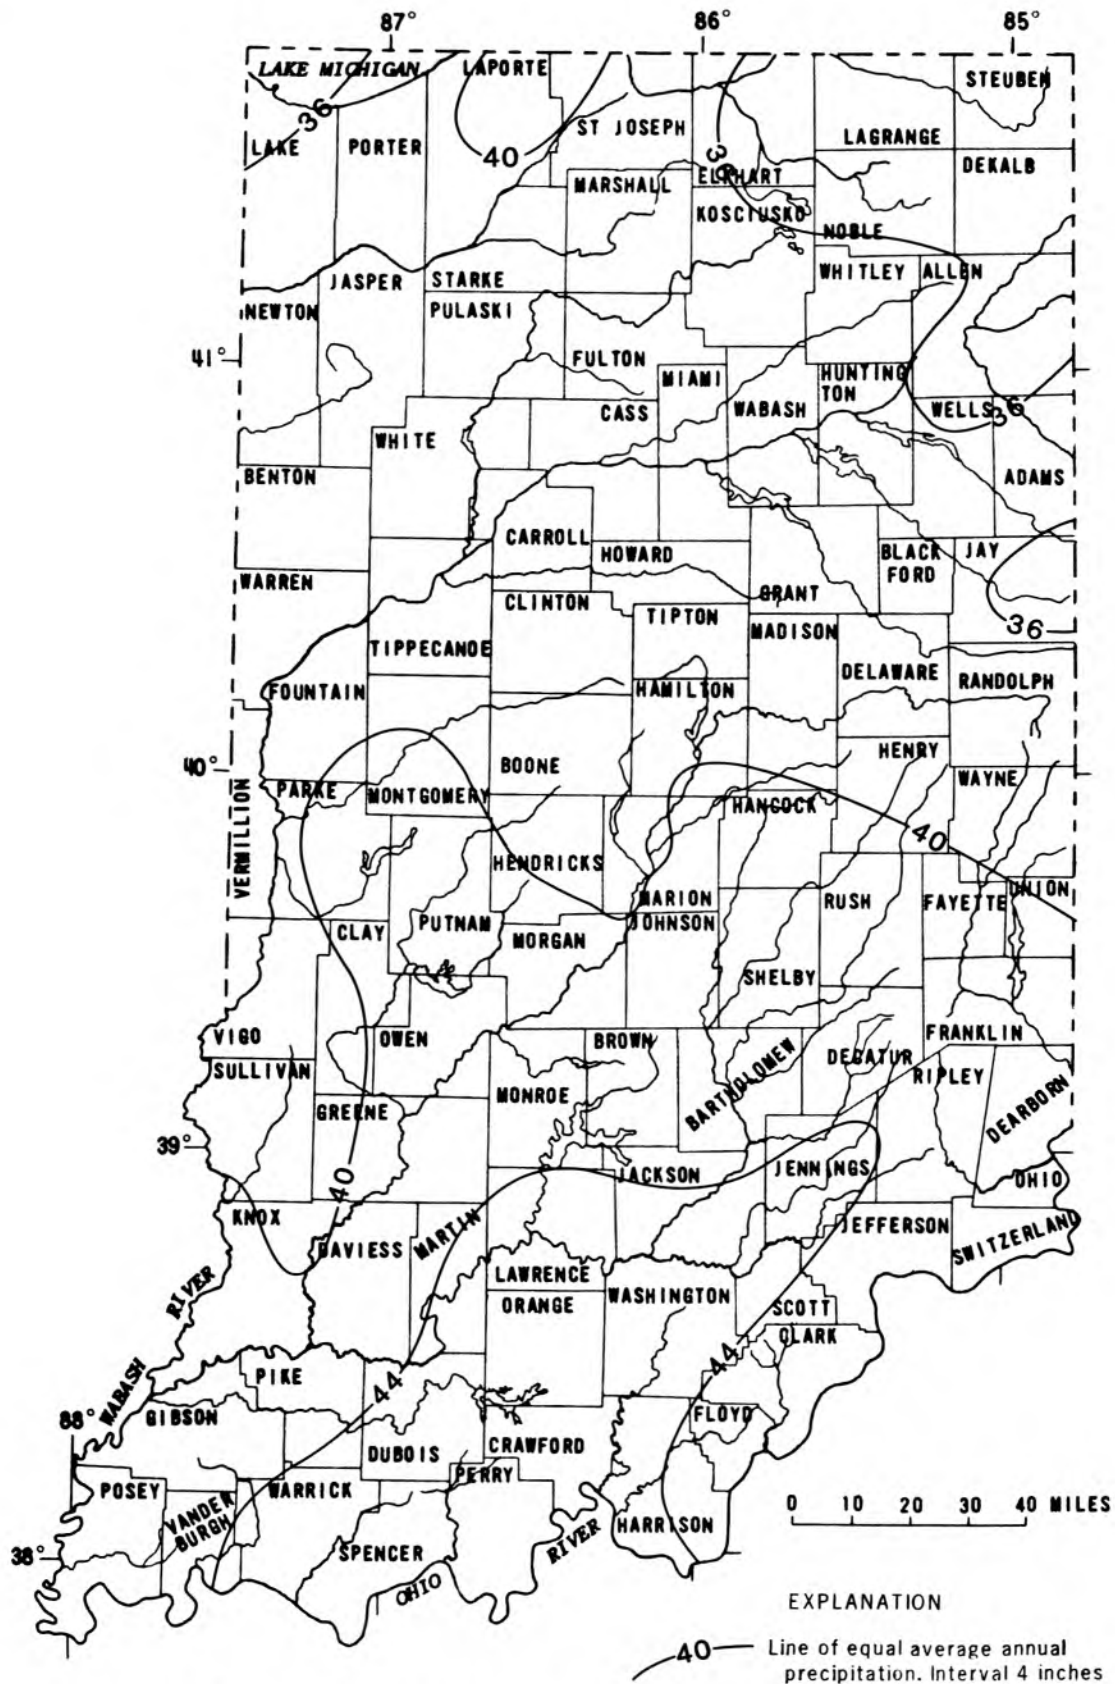 87° 86° 85°
LAKE MICHIGAN LAPORTE STEUBEN
36
ST JOSEPH LAGRANGE
LAKE PORTER 40 36 DEKALB
MARSHALL ELKHART
KOSCIUSKO NOBLE
WHITLEY ALLEN
JASPER STARKE
NEWTON PULASKI
41° FULTON MIAMI HUNTING
TON
CASS WABASH WELLS 36
WHITE
BENTON ADAMS
CARROLL HOWARD BLACK JAY
FORD
WARREN GRANT
CLINTON TIPTON MADISON 36
TIPPECANOE DELAWARE
FOUNTAIN HAMILTON RANDOLPH
HENRY
40° BOONE WAYNE
PARKE MONTGOMERY HANCOCK
VERMILLION 40
HENDRICKS
MARION RUSH FAYETTE UNION
CLAY PUTNAM JOHNSON
MORGAN
SHELBY
VIGO OWEN BROWN FRANKLIN
SULLIVAN BARTHOLOMEW DECATUR RIPLEY
MONROE DEARBORN
GREENE
39° 40 JACKSON JENNINGS OHIO
KNOX
DAVIESS MARTIN JEFFERSON SWITZERLAND
LAWRENCE
ORANGE WASHINGTON
SCOTT
CLARK
WABASH RIVER
PIKE 44 44
88° GIBSON FLOYD
DUBOIS CRAWFORD
PERRY
POSEY VANDER WARRICK
BURGH
0 10 20 30 40 MILES
HARRISON
38° SPENCER
OHIO RIVER
EXPLANATION
40 Line of equal average annual
precipitation. Interval 4 inches